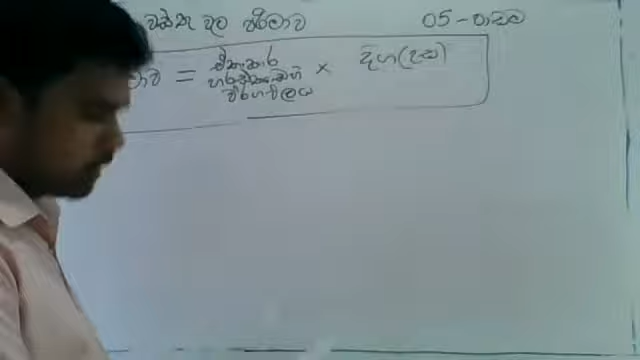 වස්තු වල පරිමාව 05 - පාඩම
මාව = ඒකාකාර හරස්කඩෙහි වර්ගඵලය × දිග(උස)